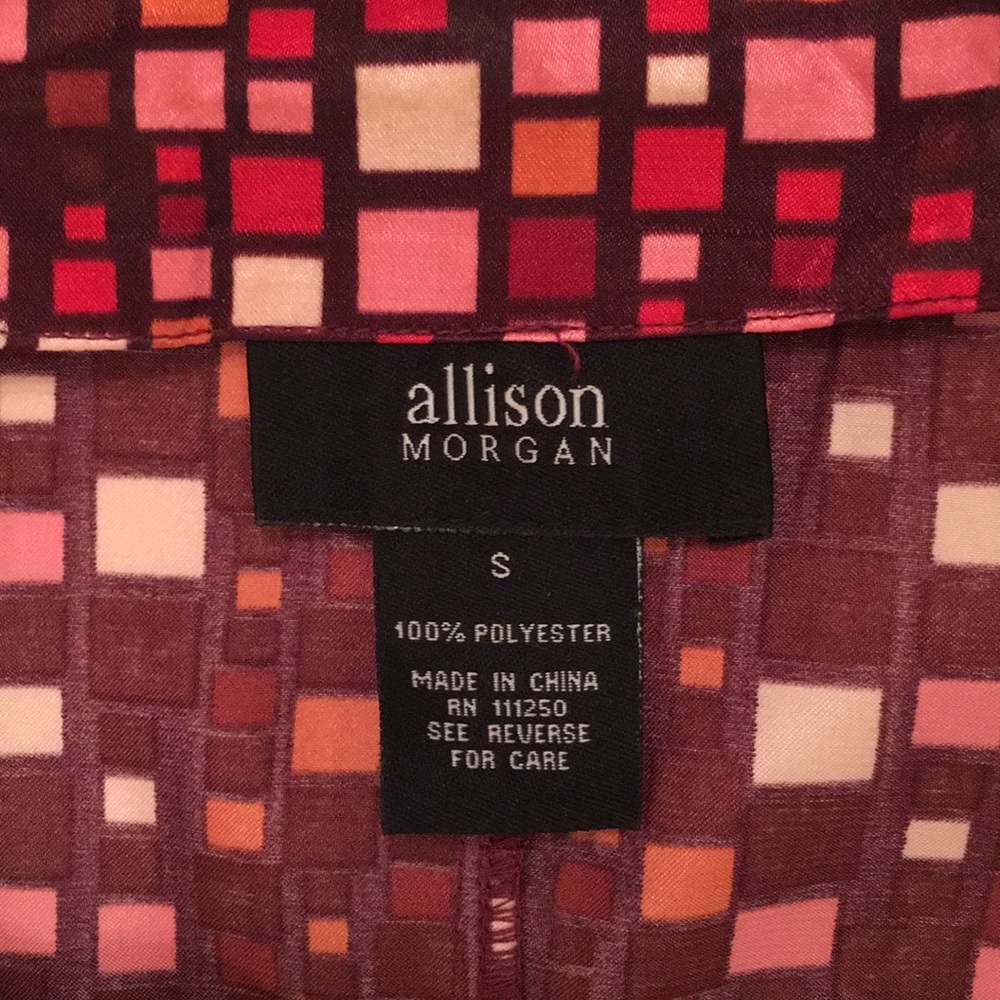 allison
MORGAN
S
100% POLYESTER
MADE IN CHINA
RN 111250
SEE REVERSE
FOR CARE